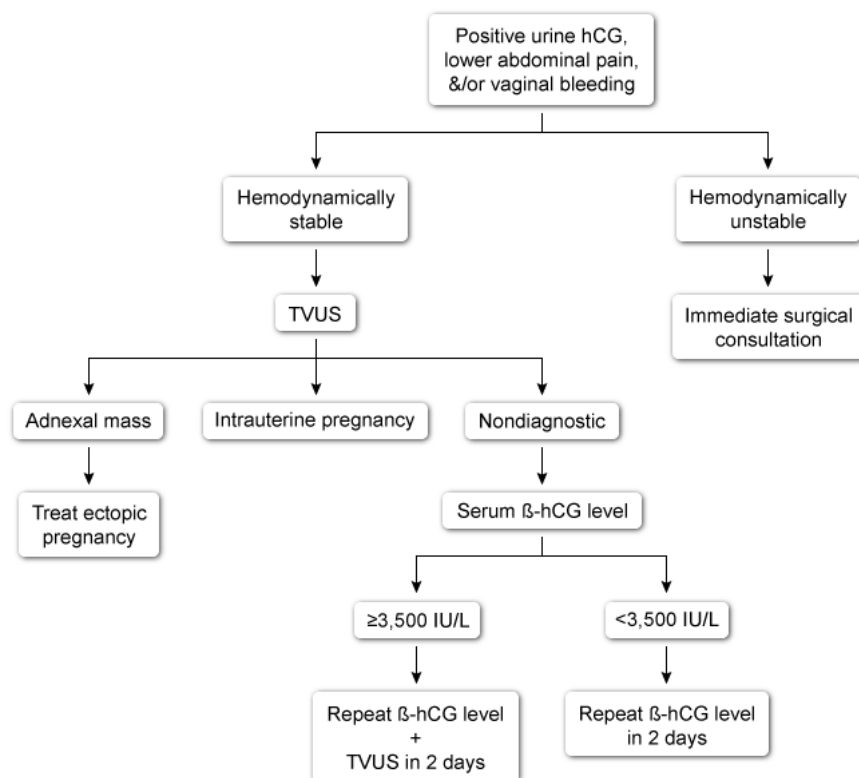 Positive urine hCG,
lower abdominal pain,
&/or vaginal bleeding
Hemodynamically
stable
Hemodynamically
unstable
TVUS
Immediate surgical
consultation
Adnexal mass
Intrauterine pregnancy
Nondiagnostic
Treat ectopic
pregnancy
Serum ß-hCG level
≥3,500 IU/L
<3,500 IU/L
Repeat ß-hCG level
+
TVUS in 2 days
Repeat ß-hCG level
in 2 days